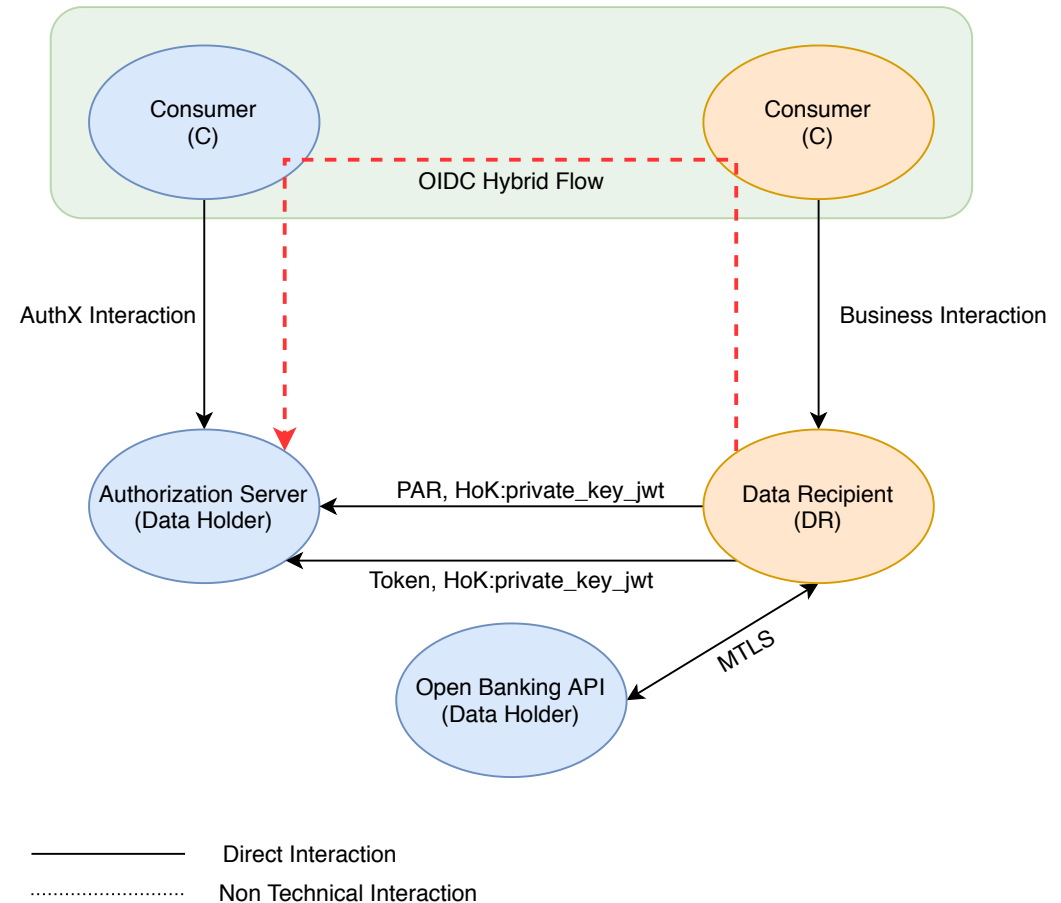 Consumer
(C)
Consumer
(C)
OIDC Hybrid Flow
AuthX Interaction
Business Interaction
Authorization Server
(Data Holder)
PAR, HoK:private_key_jwt
Data Recipient
(DR)
Token, HoK:private_key_jwt
MTLS
Open Banking API
(Data Holder)
Direct Interaction
Non Technical Interaction